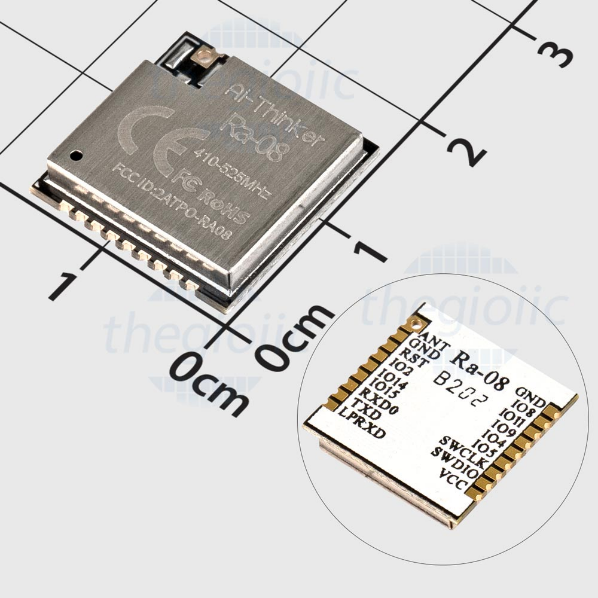 Ai-Thinker
Ra-08
410-525MHz
CE FC RoHS
FCC ID:2ATPO-RA08
3
2
1
0cm
1
0cm
ANT
GND
RST
IO2
IO14
IO15
RXD0
TXD
LPRXD
Ra-08
B202
GND
IO8
IO11
IO9
IO4
IO5
SWCLK
SWDIO
VCC
thegioiic
thegioiic
thegioiic